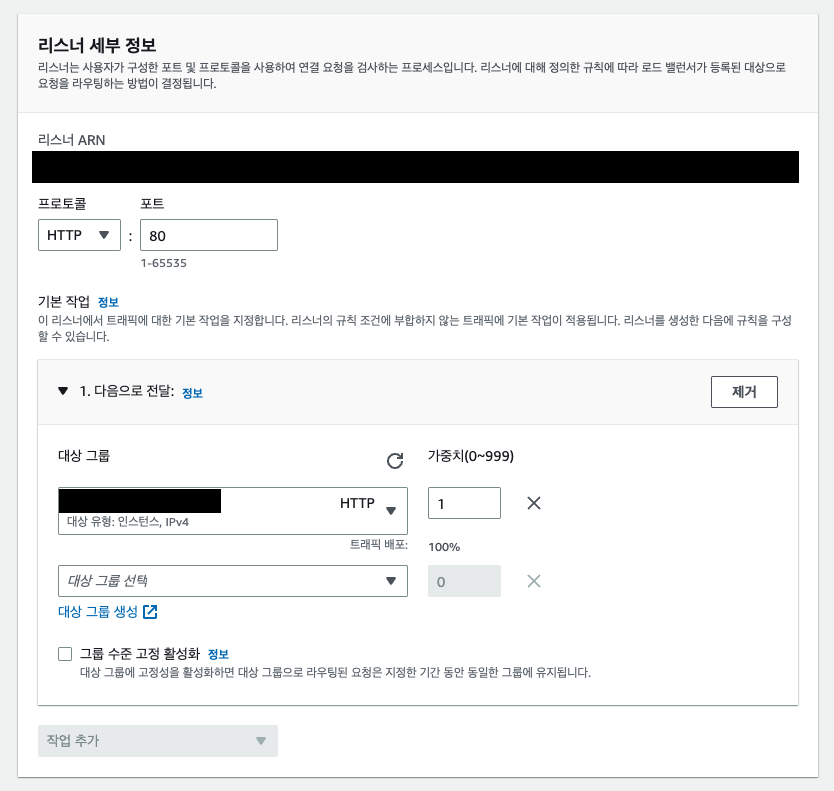 리스너 세부 정보
리스너는 사용자가 구성한 포트 및 프로토콜을 사용하여 연결 요청을 검사하는 프로세스입니다. 리스너에 대해 정의한 규칙에 따라 로드 밸런서가 등록된 대상으로
요청을 라우팅하는 방법이 결정됩니다.
리스너 ARN
프로토콜 포트
HTTP : 80
1-65535
기본 작업 정보
이 리스너에서 트래픽에 대한 기본 작업을 지정합니다. 리스너의 규칙 조건에 부합하지 않는 트래픽에 기본 작업이 적용됩니다. 리스너를 생성한 다음에 규칙을 구성
할 수 있습니다.
1. 다음으로 전달: 정보 제거
대상 그룹 가중치(0~999)
HTTP 1
대상 유형: 인스턴스, IPv4
트래픽 배포: 100%
대상 그룹 선택 0
대상 그룹 생성
그룹 수준 고정 활성화 정보
대상 그룹에 고정성을 활성화하면 대상 그룹으로 라우팅된 요청은 지정한 기간 동안 동일한 그룹에 유지됩니다.
작업 추가